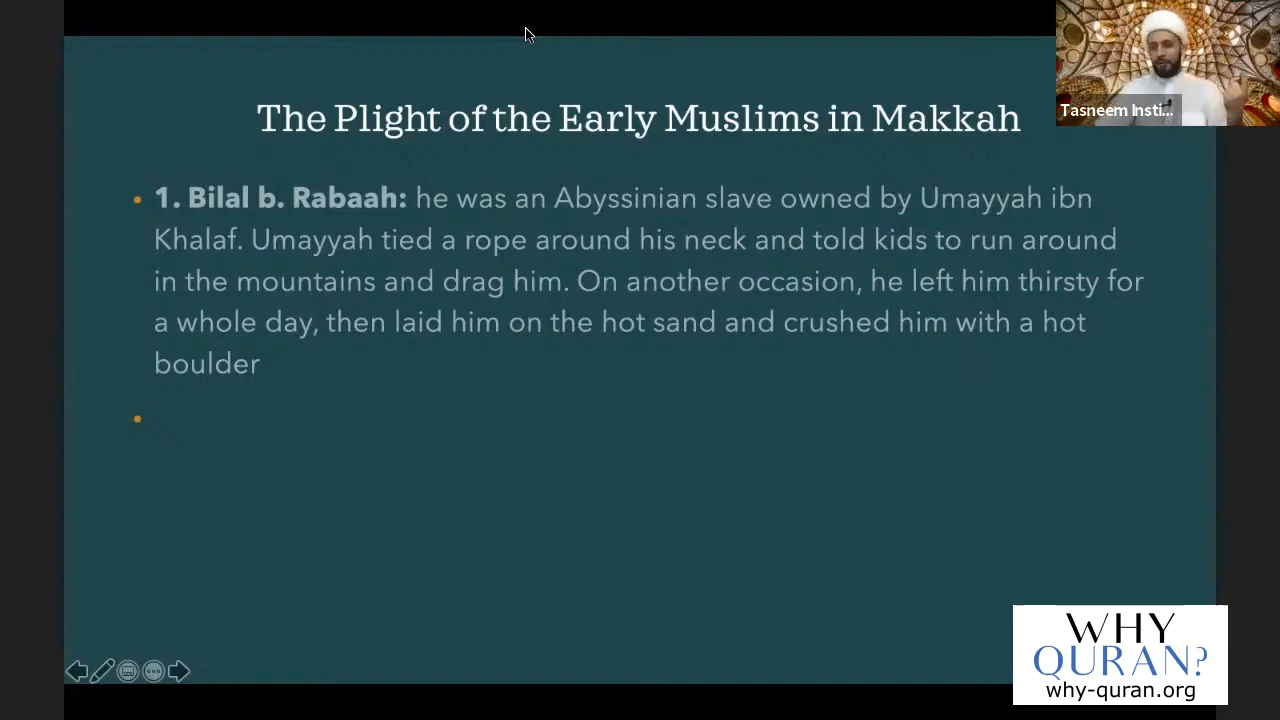 The Plight of the Early Muslims in Makkah
Tasneem Insti...
• 1. Bilal b. Rabaah: he was an Abyssinian slave owned by Umayyah ibn
Khalaf. Umayyah tied a rope around his neck and told kids to run around
in the mountains and drag him. On another occasion, he left him thirsty for
a whole day, then laid him on the hot sand and crushed him with a hot
boulder
•
WHY
QURAN?
why-quran.org